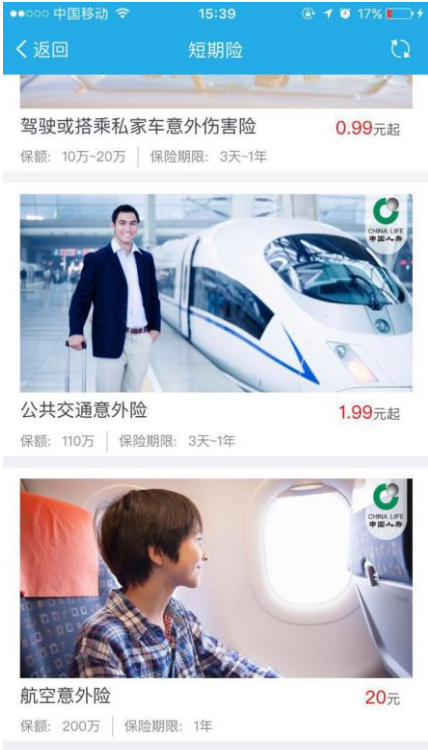 中国移动 15:39 17%
返回 短期险
驾驶或搭乘私家车意外伤害险 0.99元起
保额: 10万~20万 保险期限: 3天~1年
CHINA LIFE
中国人寿
公共交通意外险 1.99元起
保额: 110万 保险期限: 3天~1年
CHINA LIFE
中国人寿
航空意外险 20元
保额: 200万 保险期限: 1年